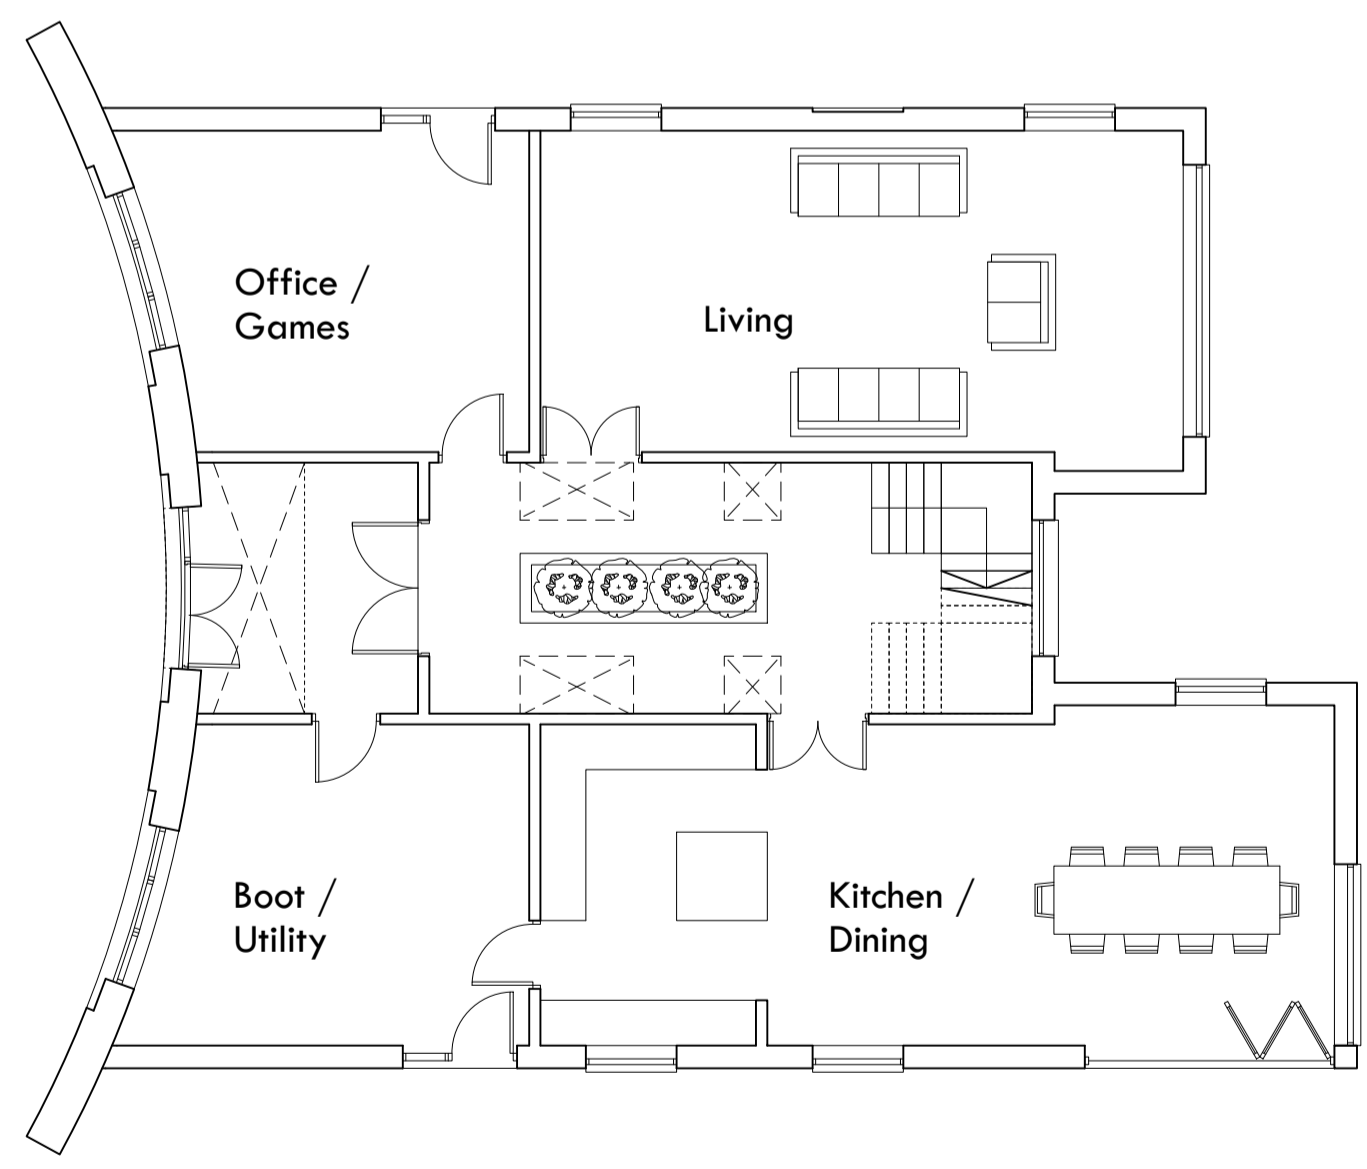 Office /
Games
Living
Boot /
Utility
Kitchen /
Dining